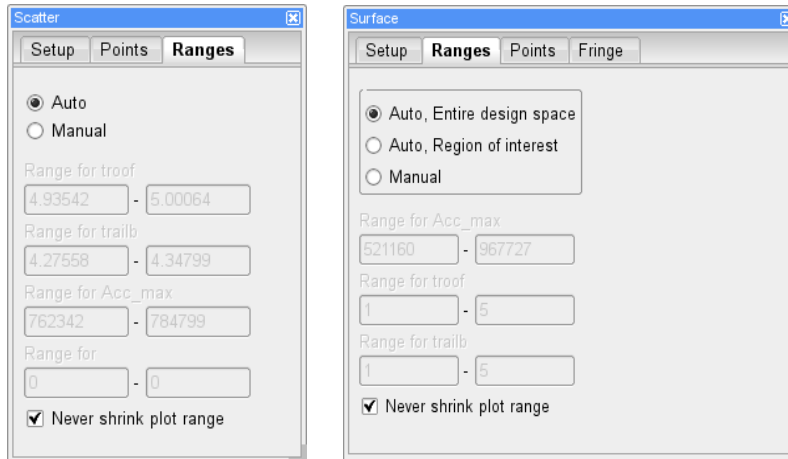 Scatter
Setup Points Ranges
Auto
Manual
Range for troof
4.93542 - 5.00064
Range for trailb
4.27558 - 4.34799
Range for Acc_max
762342 - 784799
Range for
0 - 0
Never shrink plot range
Surface
Setup Ranges Points Fringe
Auto, Entire design space
Auto, Region of interest
Manual
Range for Acc_max
521160 - 967727
Range for troof
1 - 5
Range for trailb
1 - 5
Never shrink plot range